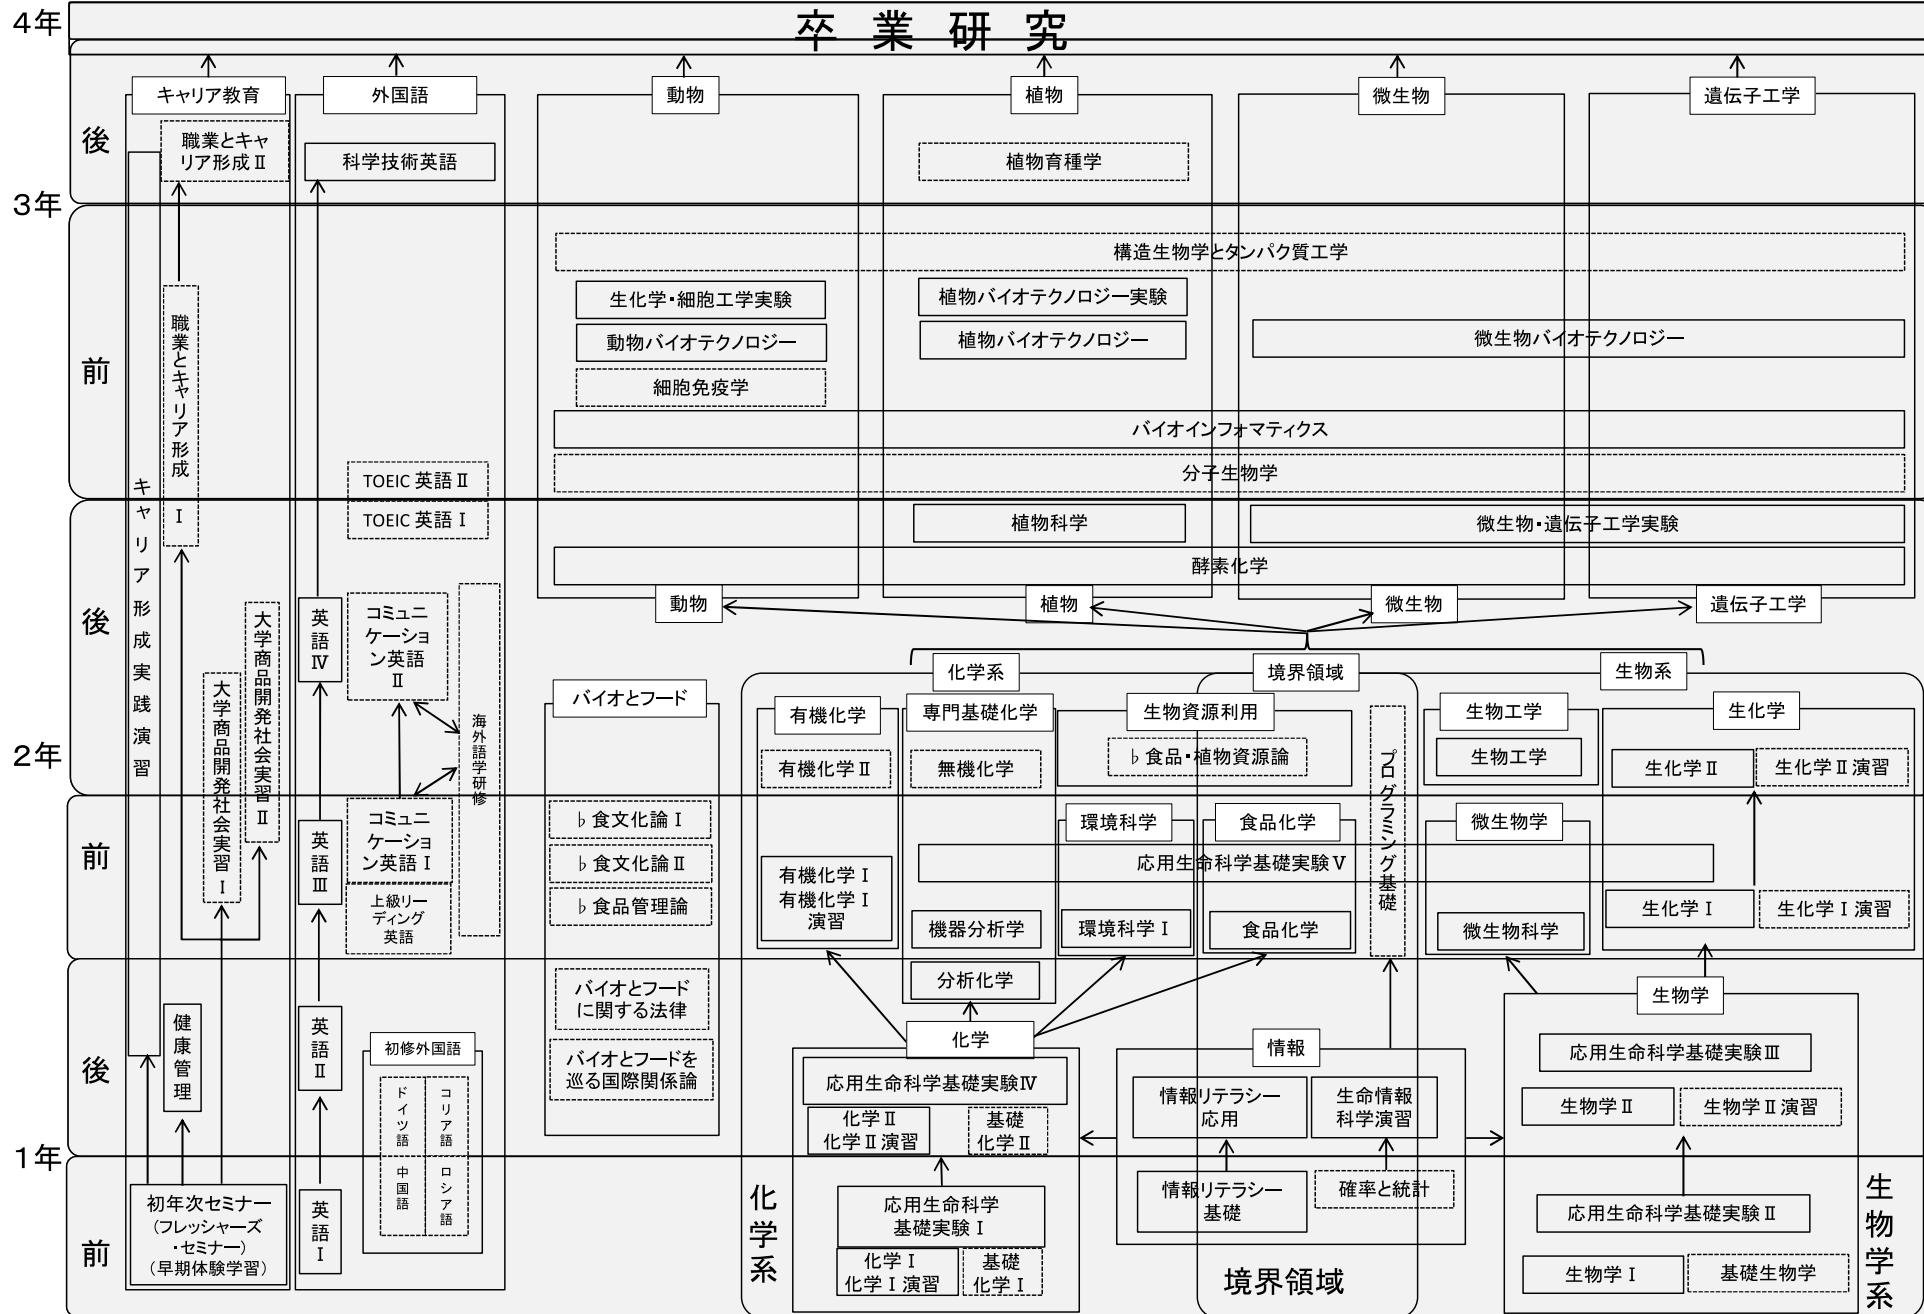 4年
卒業研究
キャリア教育
外国語
動物
植物
微生物
遺伝子工学
後
職業とキャ
リア形成Ⅱ
科学技術英語
植物育種学
3年
構造生物学とタンパク質工学
生化学・細胞工学実験
植物バイオテクノロジー実験
動物バイオテクノロジー
植物バイオテクノロジー
微生物バイオテクノロジー
前
職業とキャリア形成Ⅰ
細胞免疫学
バイオインフォマティクス
分子生物学
TOEIC 英語Ⅱ
TOEIC 英語Ⅰ
キャリア形成実践演習
植物科学
微生物・遺伝子工学実験
酵素化学
動物
植物
微生物
遺伝子工学
後
大学商品開発社会実習Ⅱ
大学商品開発社会実習Ⅰ
英語Ⅳ
コミュニ
ケーショ
ン英語
Ⅱ
海外語学研修
化学系
境界領域
生物系
バイオとフード
有機化学
専門基礎化学
生物資源利用
生物工学
生化学
有機化学Ⅱ
無機化学
♭食品・植物資源論
プログラミング基礎
生物工学
生化学Ⅱ
生化学Ⅱ演習
2年
前
英語Ⅲ
コミュニ
ケーショ
ン英語Ⅰ
上級リー
ディング
英語
♭食文化論Ⅰ
♭食文化論Ⅱ
♭食品管理論
環境科学
食品化学
微生物学
応用生命科学基礎実験Ⅴ
有機化学Ⅰ
有機化学Ⅰ
演習
機器分析学
環境科学Ⅰ
食品化学
微生物科学
生化学Ⅰ
生化学Ⅰ演習
後
健康管理
英語Ⅱ
初修外国語
ドイツ語
コリア語
中国語
ロシア語
バイオとフード
に関する法律
バイオとフードを
巡る国際関係論
分析化学
化学
情報
生物学
応用生命科学基礎実験Ⅳ
化学Ⅱ
化学Ⅱ演習
基礎
化学Ⅱ
情報リテラシー
応用
生命情報
科学演習
応用生命科学基礎実験Ⅲ
生物学Ⅱ
生物学Ⅱ演習
1年
前
初年次セミナー
(フレッシャーズ
・セミナー)
(早期体験学習)
英語Ⅰ
化学系
応用生命科学
基礎実験Ⅰ
化学Ⅰ
化学Ⅰ演習
基礎
化学Ⅰ
情報リテラシー
基礎
確率と統計
境界領域
応用生命科学基礎実験Ⅱ
生物学Ⅰ
基礎生物学
生物学系